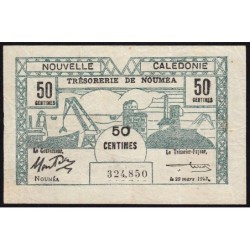 NOUVELLE CALEDONIE
TRÉSORERIE DE NOUMÉA
50 CENTIMES
50 CENTIMES
50
CENTIMES
Le Gouverneur,
Le Trésorier-Payeur,
324,850
NOUMÉA
le 29 mars 1943